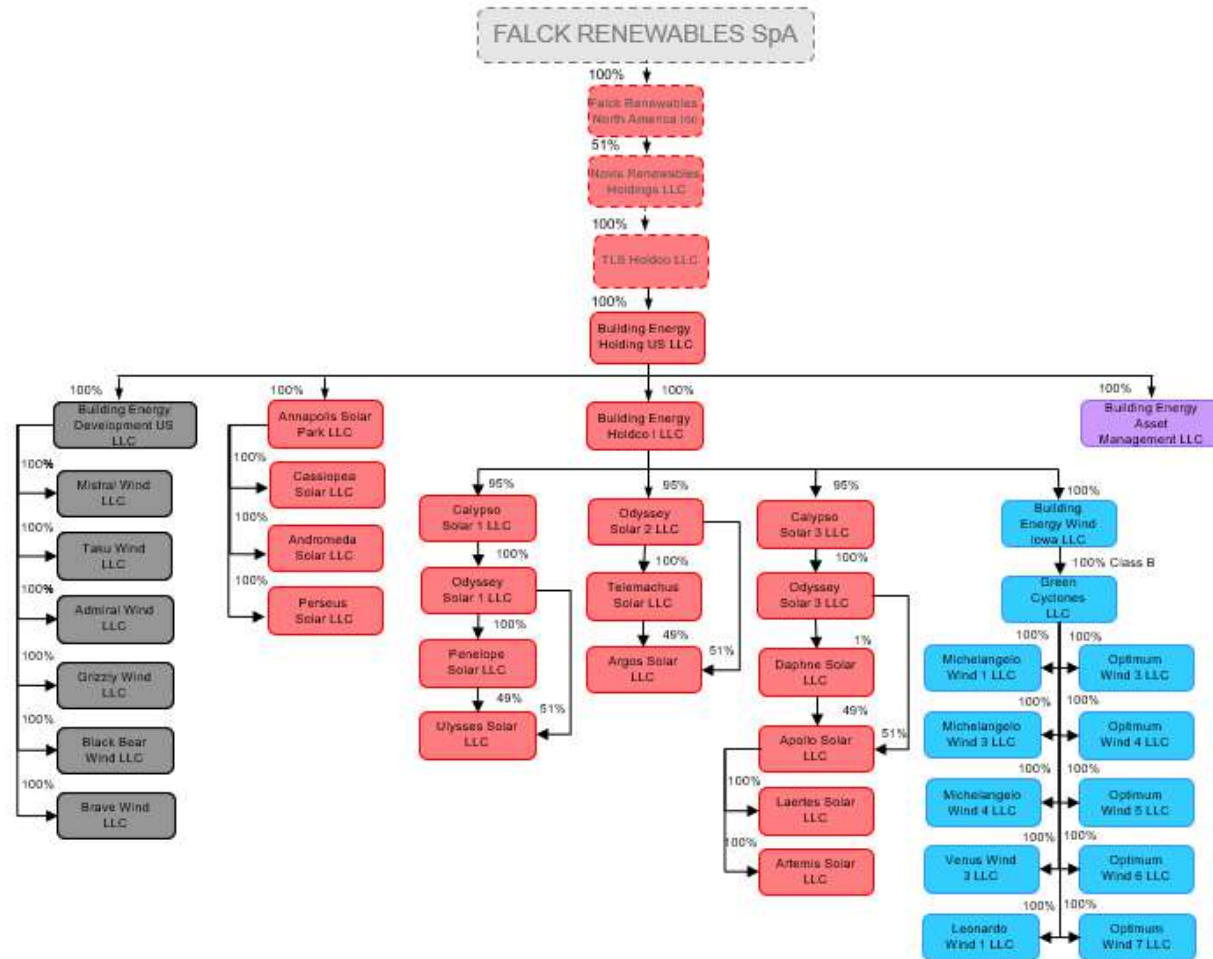 FALCK RENEWABLES SpA
100%
Falck Renewables
North America Inc
51%
Novis Renewables
Holdings LLC
100%
TLS Holdco LLC
100%
Building Energy
Holding US LLC
100%
100%
100%
100%
Building Energy
Development US
LLC
Annapolis Solar
Park LLC
Building Energy
Holdco I LLC
Building Energy
Asset
Management LLC
100%
Mistral Wind
LLC
100%
Taku Wind
LLC
100%
Admiral Wind
LLC
100%
Grizzly Wind
LLC
100%
Black Bear
Wind LLC
100%
Brave Wind
LLC
100%
Cassiopea
Solar LLC
100%
Andromeda
Solar LLC
100%
Perseus
Solar LLC
95%
Calypso
Solar 1 LLC
100%
Odyssey
Solar 1 LLC
100%
Penelope
Solar LLC
49%
51%
Ulysses Solar
LLC
95%
Odyssey
Solar 2 LLC
100%
Telemachus
Solar LLC
49%
51%
Argos Solar
LLC
95%
Calypso
Solar 3 LLC
100%
Odyssey
Solar 3 LLC
1%
Daphne Solar
LLC
49%
51%
Apollo Solar
LLC
100%
Laertes Solar
LLC
100%
Artemis Solar
LLC
100%
Building
Energy Wind
Iowa LLC
100% Class B
Green
Cyclones
LLC
100%
100%
Michelangelo
Wind 1 LLC
Optimum
Wind 3 LLC
100%
100%
Michelangelo
Wind 3 LLC
Optimum
Wind 4 LLC
100%
100%
Michelangelo
Wind 4 LLC
Optimum
Wind 5 LLC
100%
100%
Venus Wind
3 LLC
Optimum
Wind 6 LLC
100%
100%
Leonardo
Wind 1 LLC
Optimum
Wind 7 LLC